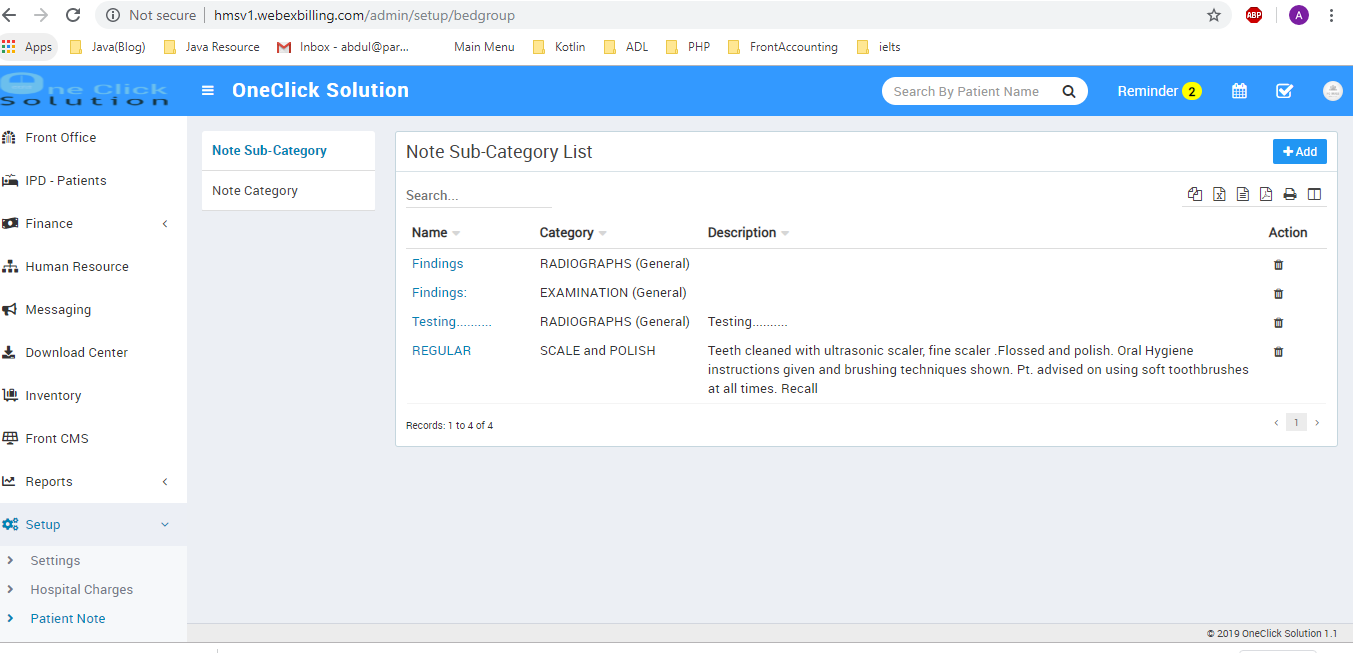 Not secure | hmsv1.webexbilling.com/admin/setup/bedgroup
ABP
A
Apps Java(Blog) Java Resource Inbox - abdul@par... Main Menu Kotlin ADL PHP FrontAccounting ielts
One Click
Solution
OneClick Solution
Search By Patient Name
Reminder 2
Front Office
IPD - Patients
Finance
Human Resource
Messaging
Download Center
Inventory
Front CMS
Reports
Setup
Settings
Hospital Charges
Patient Note
Note Sub-Category
Note Category
Note Sub-Category List
+ Add
Search...
Name Category Description Action
Findings RADIOGRAPHS (General)
Findings: EXAMINATION (General)
Testing.......... RADIOGRAPHS (General) Testing..........
REGULAR SCALE and POLISH Teeth cleaned with ultrasonic scaler, fine scaler .Flossed and polish. Oral Hygiene
instructions given and brushing techniques shown. Pt. advised on using soft toothbrushes
at all times. Recall
Records: 1 to 4 of 4
1
© 2019 OneClick Solution 1.1